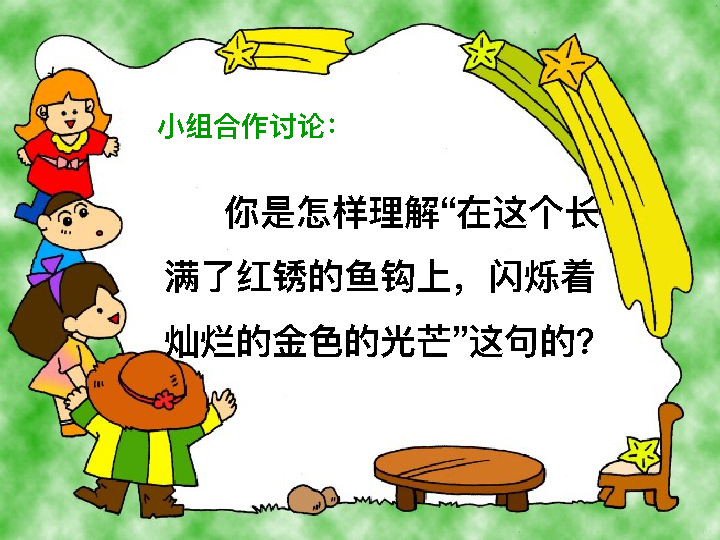 小组合作讨论：
你是怎样理解“在这个长
满了红锈的鱼钩上，闪烁着
灿烂的金色的光芒”这句的?